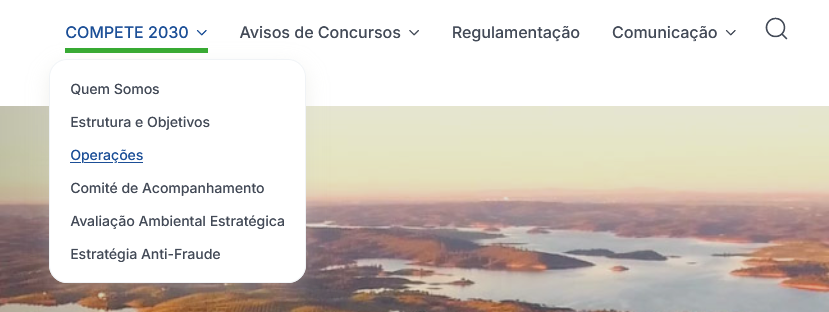 COMPETE 2030 Avisos de Concursos Regulamentação Comunicação
Quem Somos
Estrutura e Objetivos
Operações
Comité de Acompanhamento
Avaliação Ambiental Estratégica
Estratégia Anti-Fraude